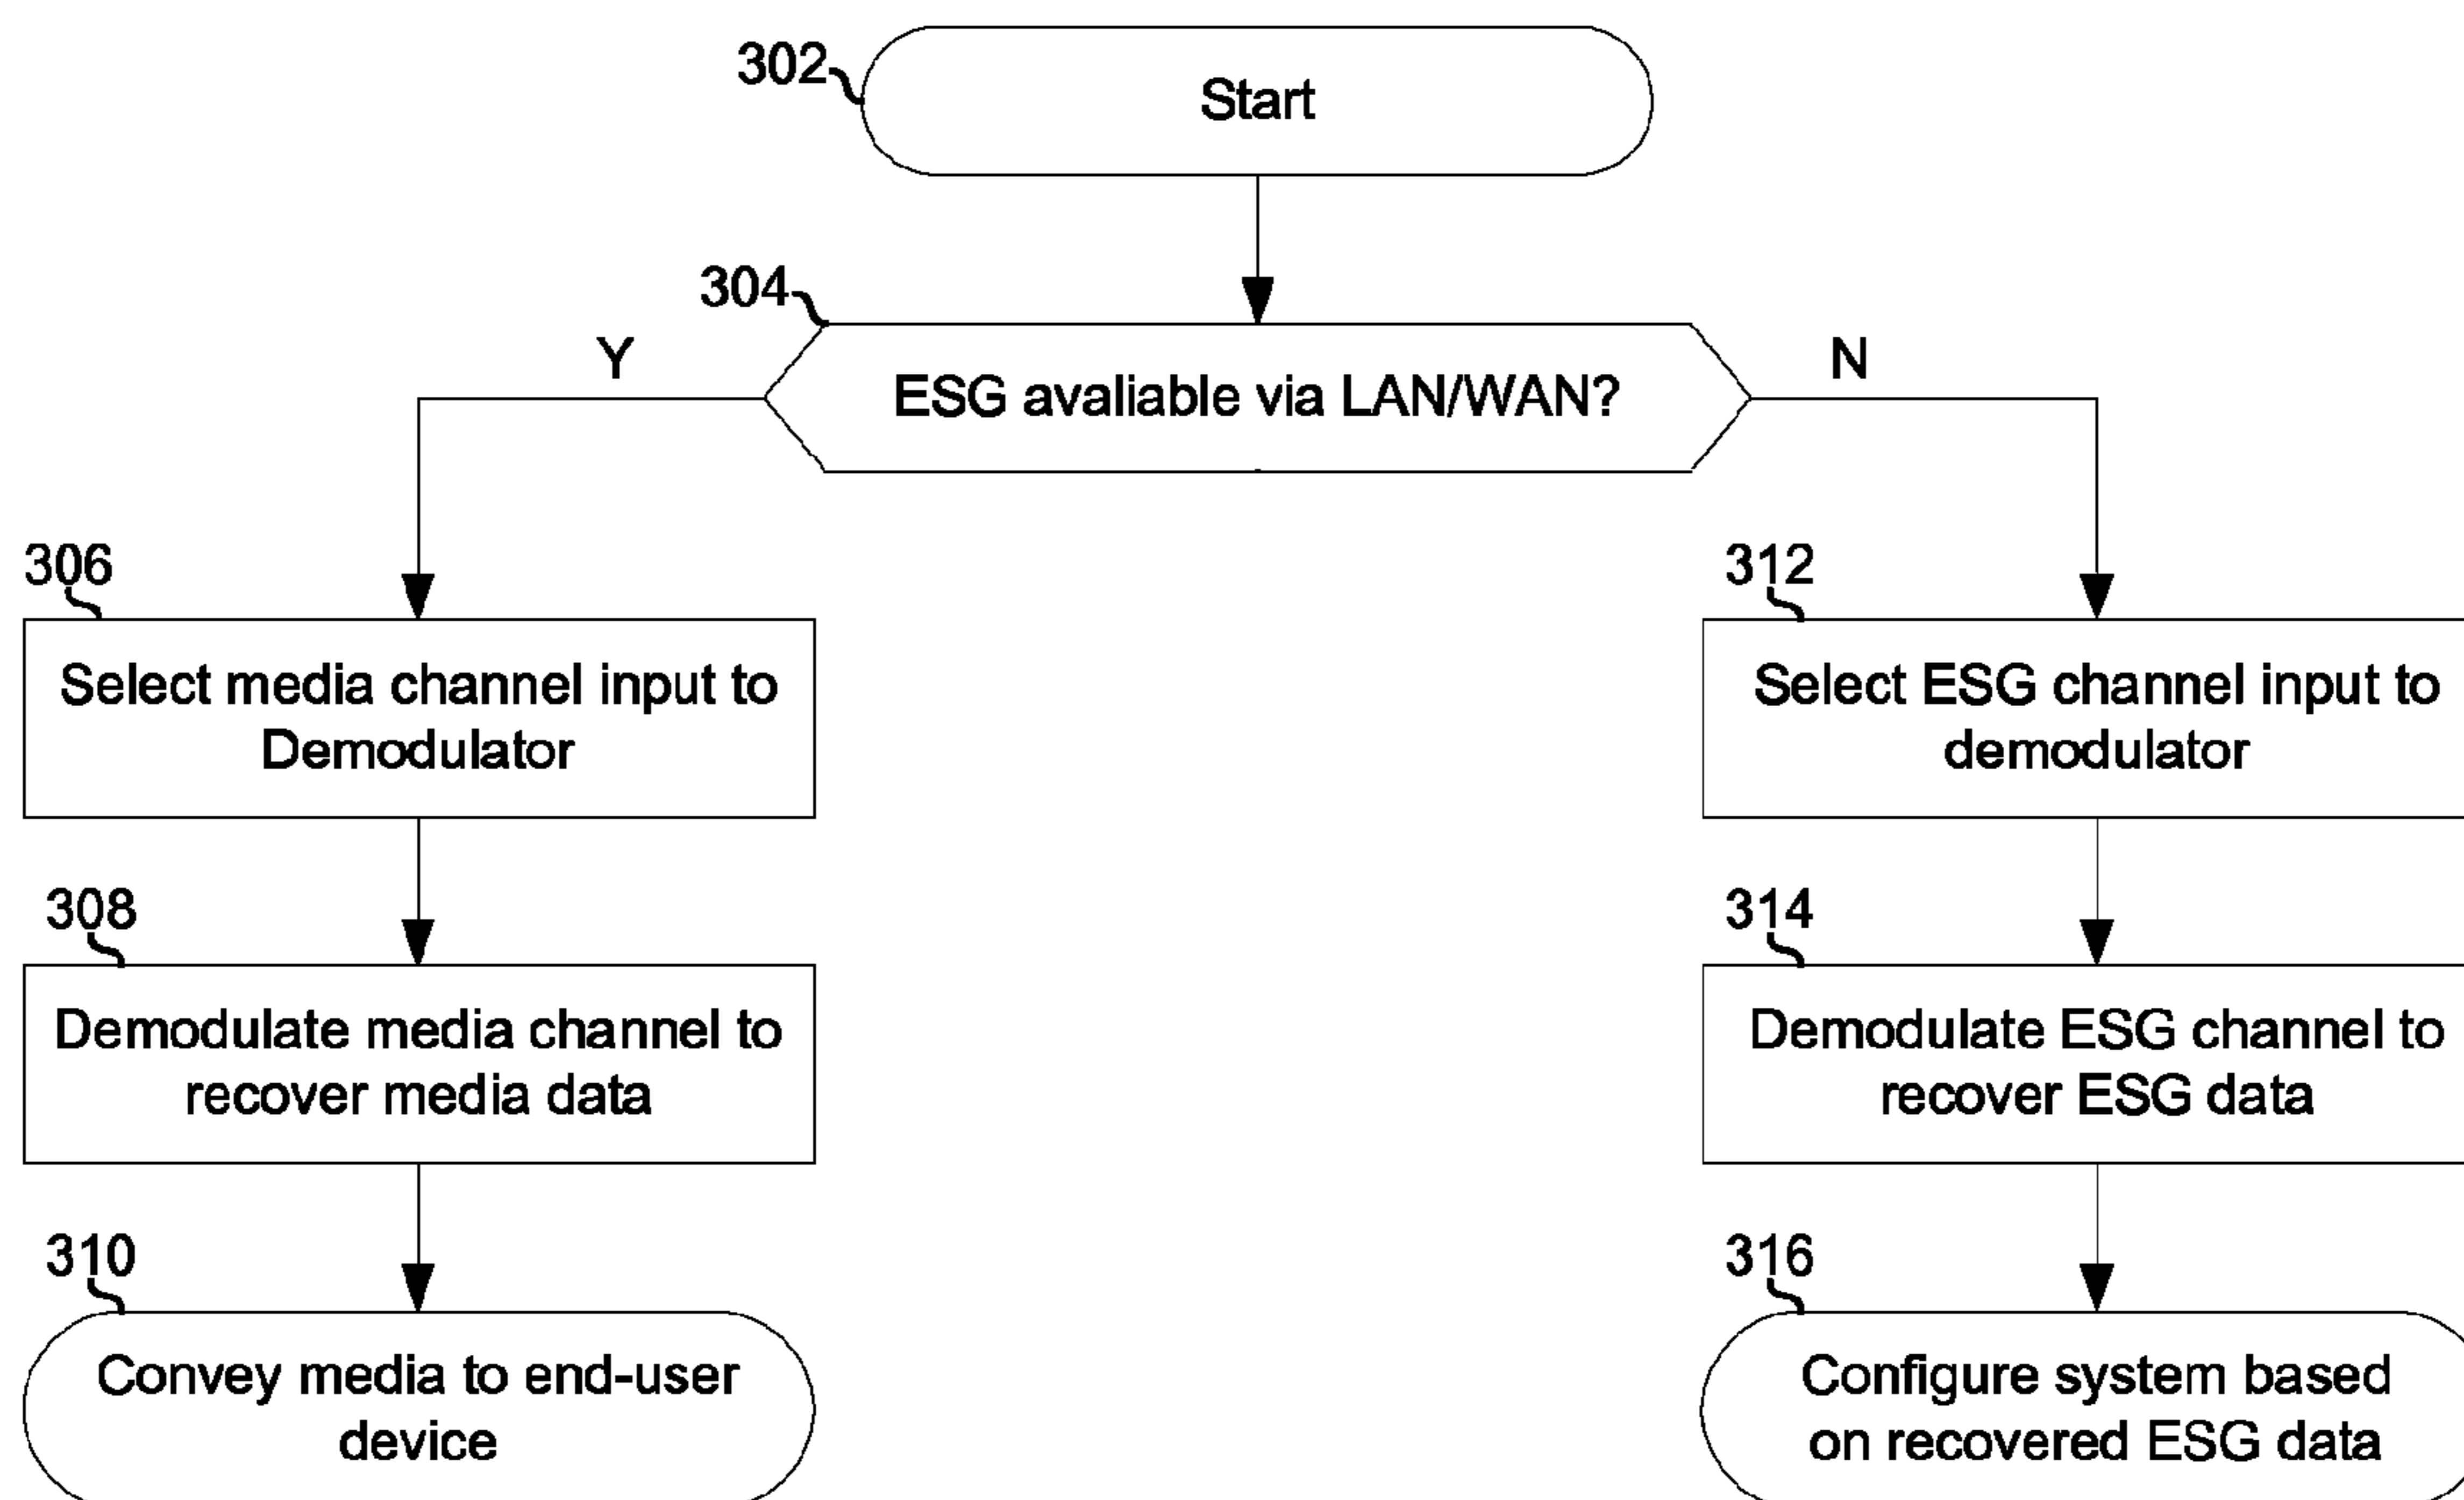 302
Start
304
Y
ESG avaliable via LAN/WAN?
N
306
Select media channel input to
Demodulator
308
Demodulate media channel to
recover media data
310
Convey media to end-user
device
312
Select ESG channel input to
demodulator
314
Demodulate ESG channel to
recover ESG data
316
Configure system based
on recovered ESG data